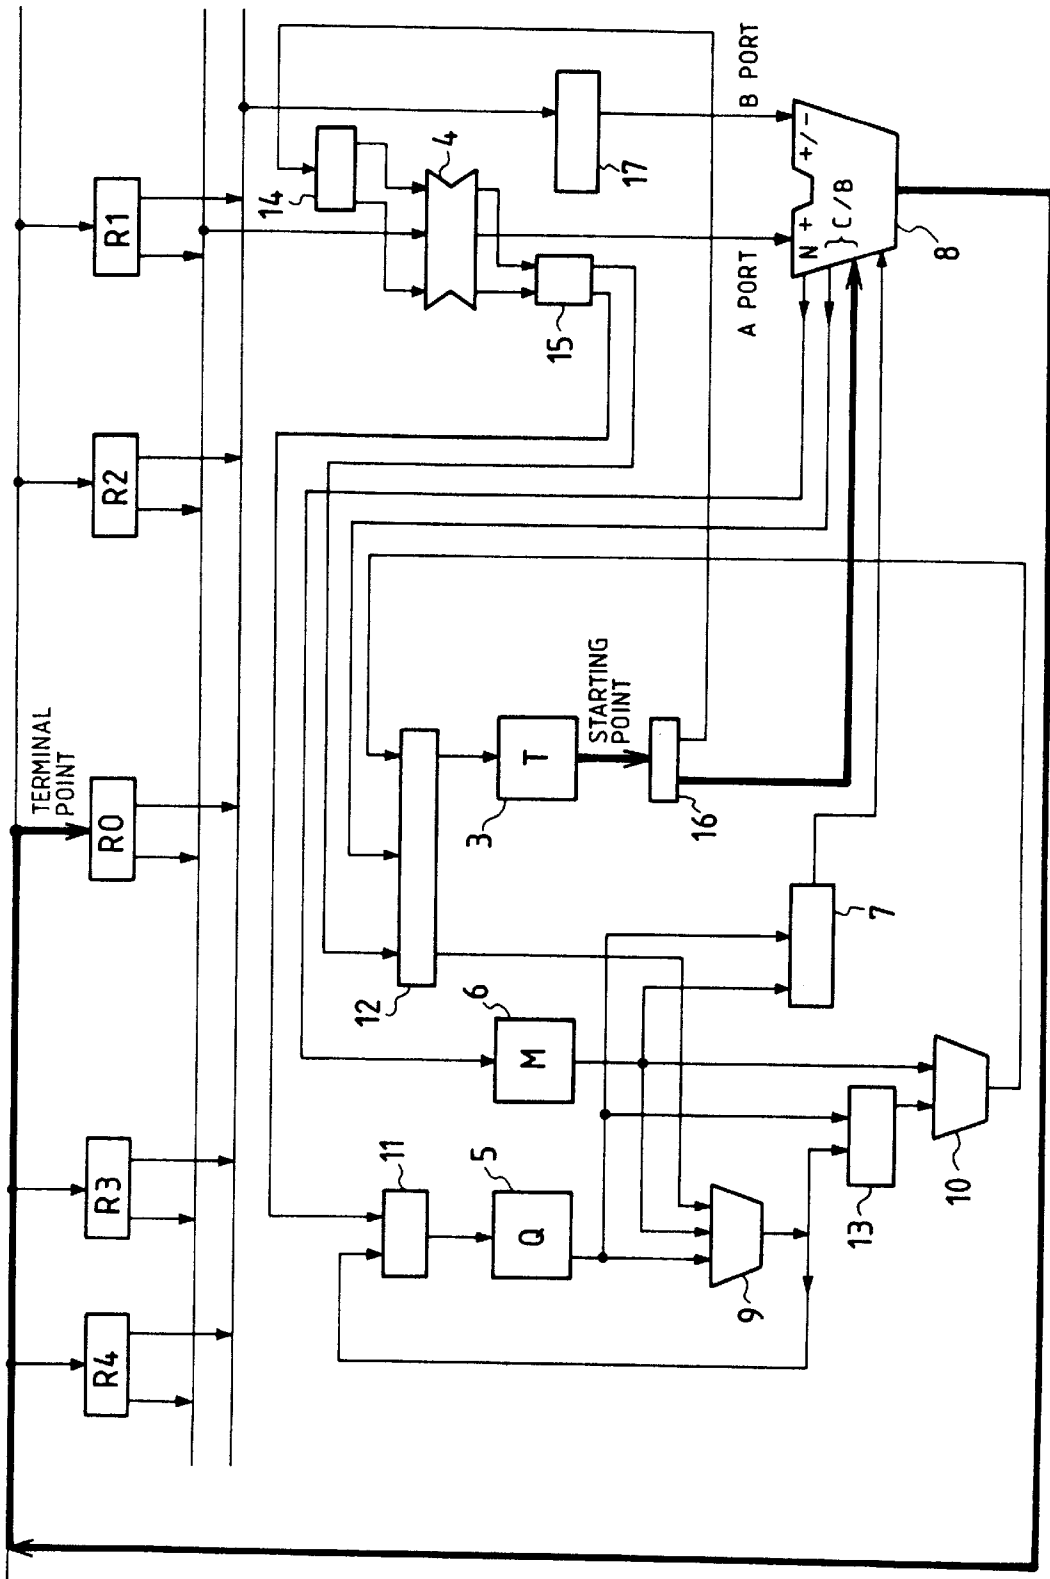 TERMINAL
POINT
R4
R3
R0
R2
R1
14
4
17
15
B PORT
A PORT
N + +/-
} C/B
8
12
11
6
5
3
Q
M
T
STARTING
POINT
16
7
9
13
10